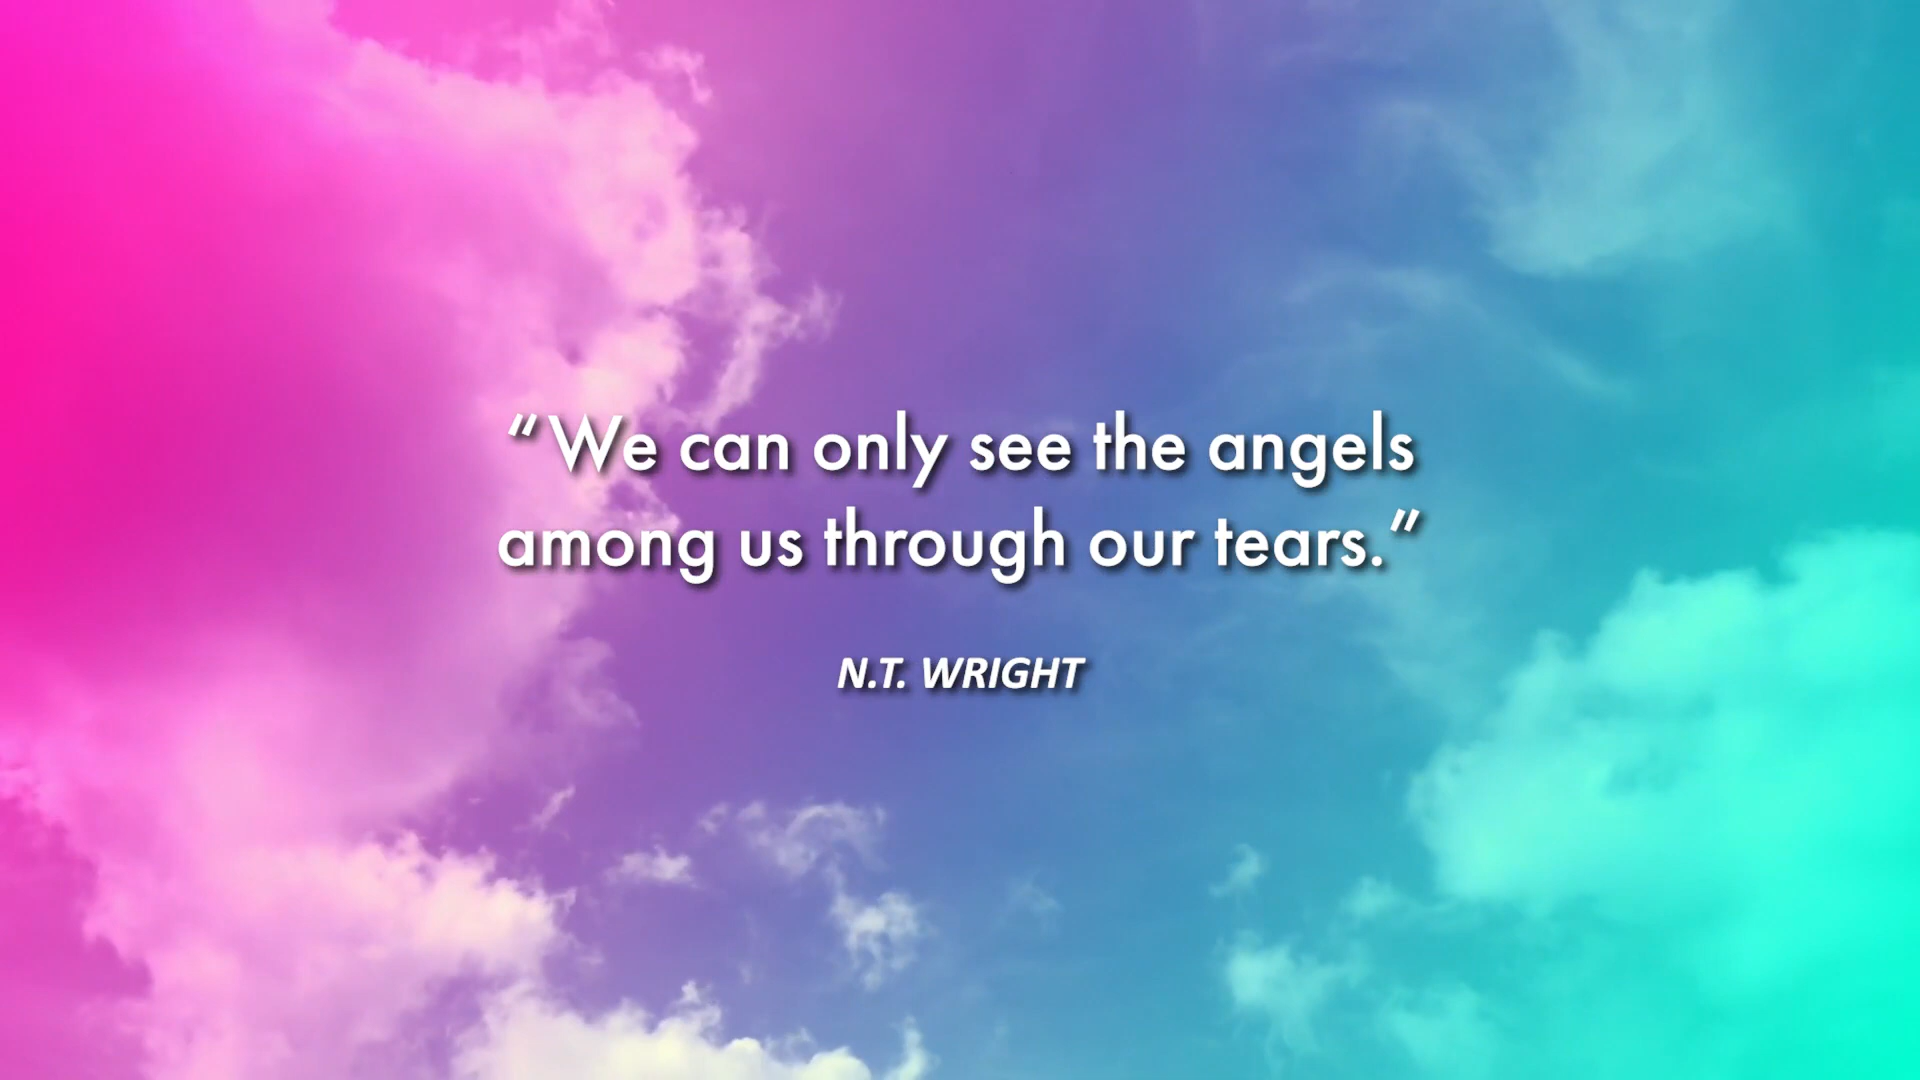 “We can only see the angels
among us through our tears.”
N.T. WRIGHT